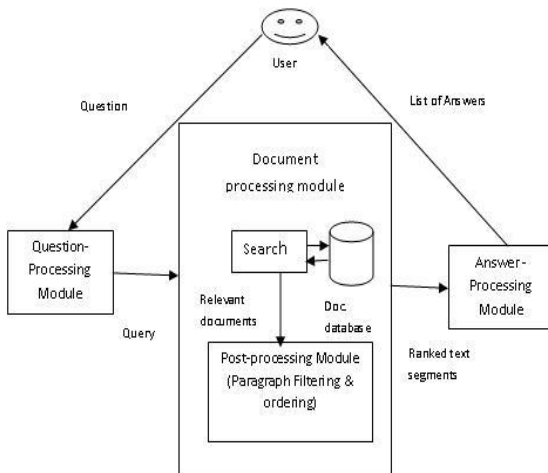 User
Question
List of Answers
Document
processing module
Question-
Processing
Module
Search
Answer-
Processing
Module
Relevant
documents
Doc.
database
Query
Post-processing Module
(Paragraph Filtering &
ordering)
Ranked text
segments